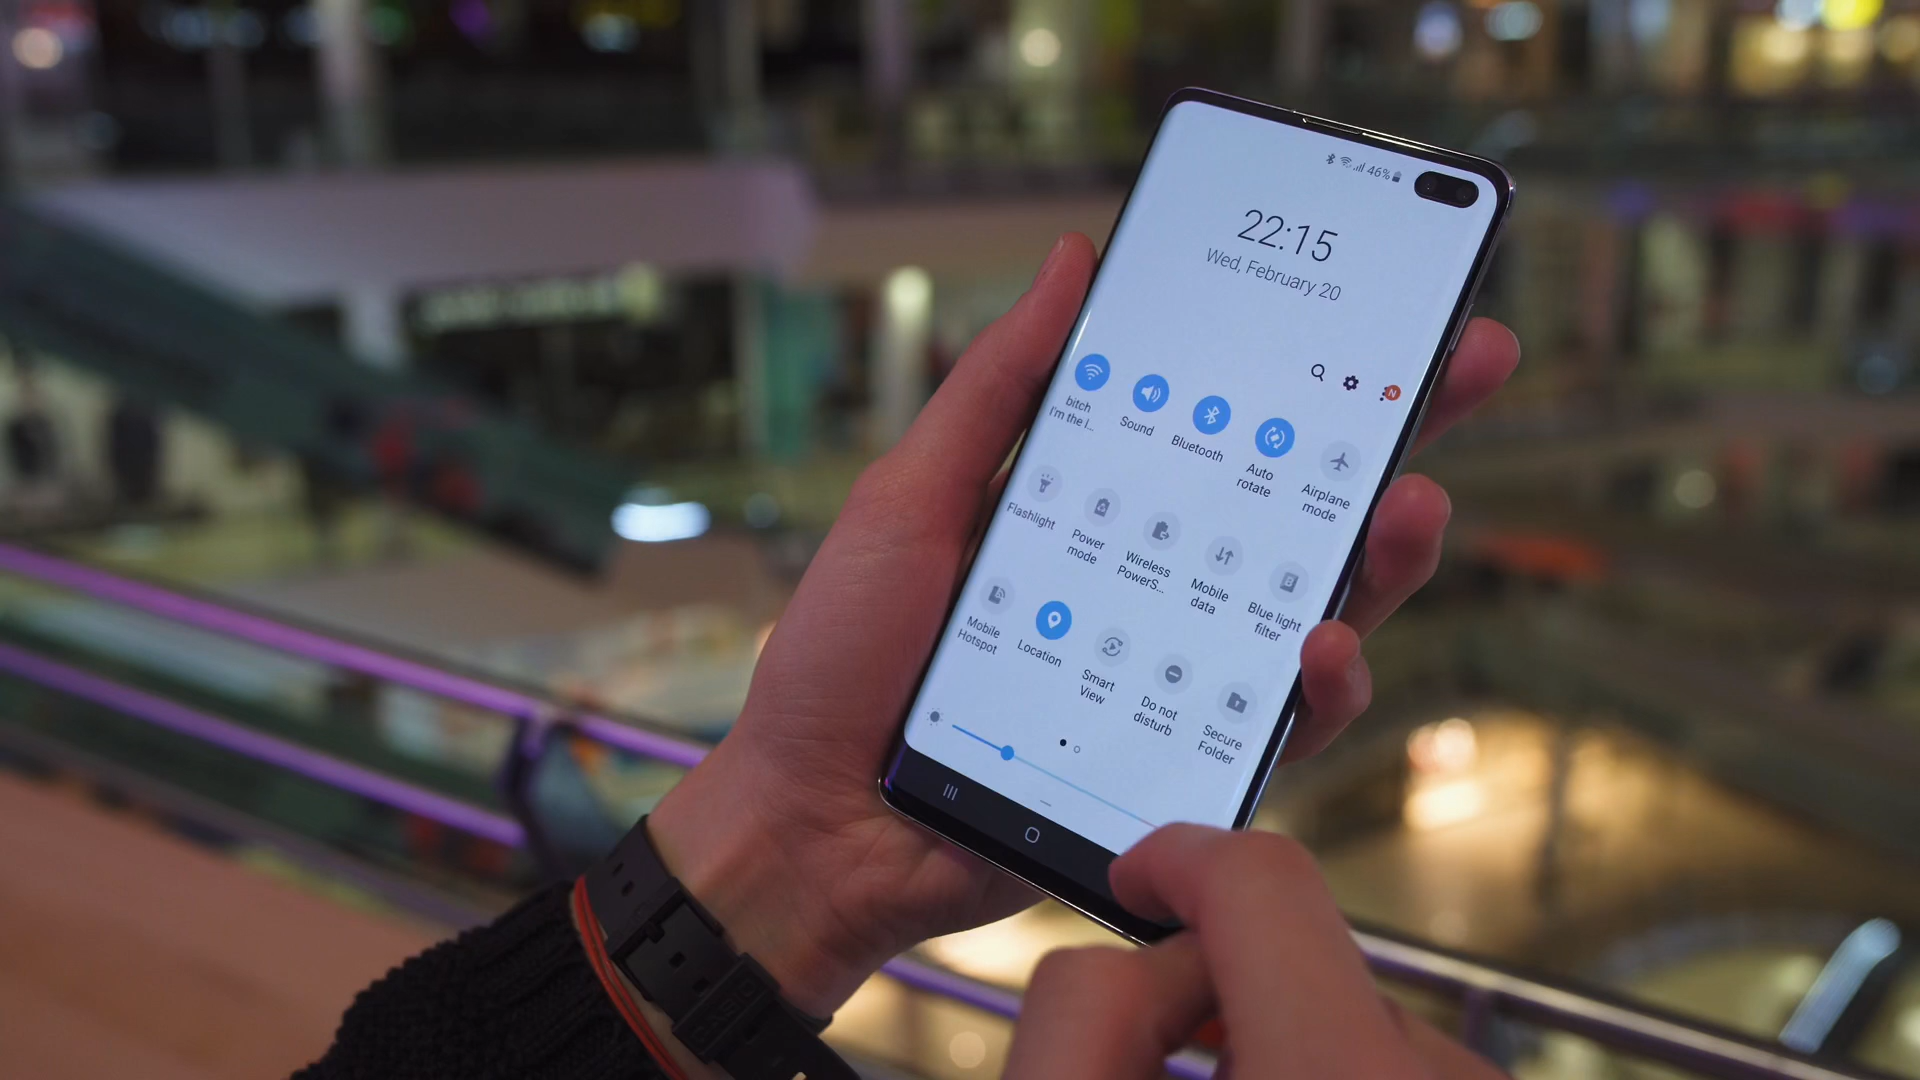 46%
22:15
Wed, February 20
N
bitch
I'm the l...
Sound
Bluetooth
Auto
rotate
Airplane
mode
Flashlight
Power
mode
Wireless
PowerS...
Mobile
data
Blue light
filter
Mobile
Hotspot
Location
Smart
View
Do not
disturb
Secure
Folder